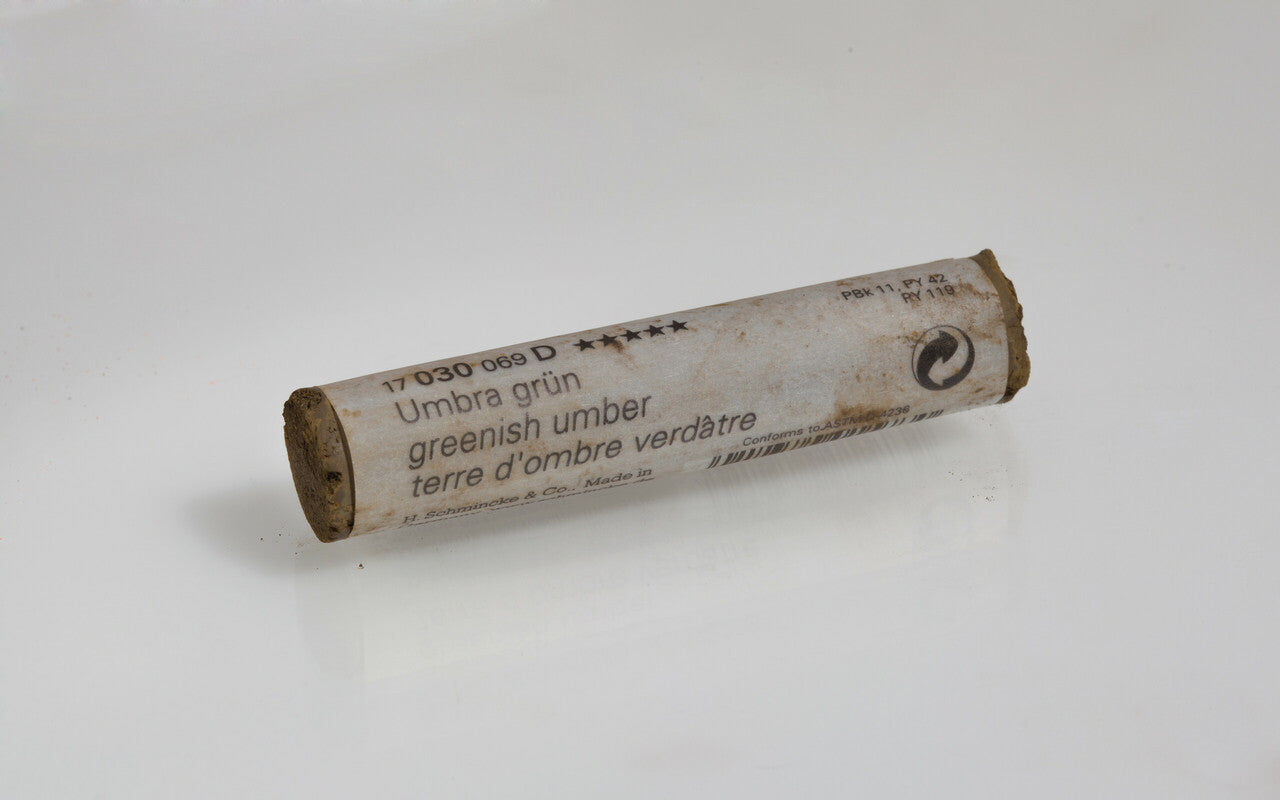 17 030 069 D ★★★★★
Umbra grün
greenish umber
terre d'ombre verdâtre
H. Schmincke & Co., Made in
PBk 11, PY 42
PY 119
Conforms to ASTM D-4236